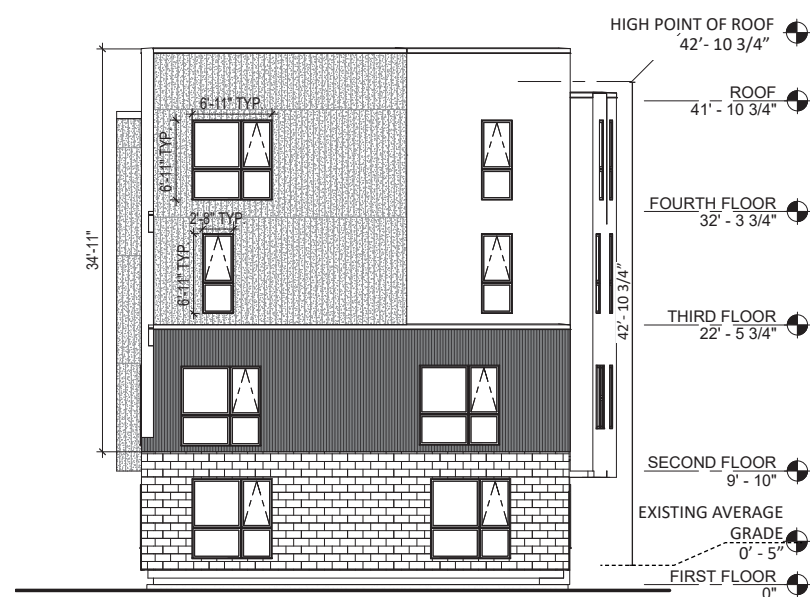 HIGH POINT OF ROOF
42'- 10 3/4"
ROOF
41' - 10 3/4"
6'-11" TYP.
6'-11" TYP.
FOURTH FLOOR
32' - 3 3/4"
2'-8" TYP.
6'-11" TYP.
34'-11"
42'- 10 3/4"
THIRD FLOOR
22' - 5 3/4"
SECOND FLOOR
9' - 10"
EXISTING AVERAGE
GRADE
0' - 5"
FIRST FLOOR
0"